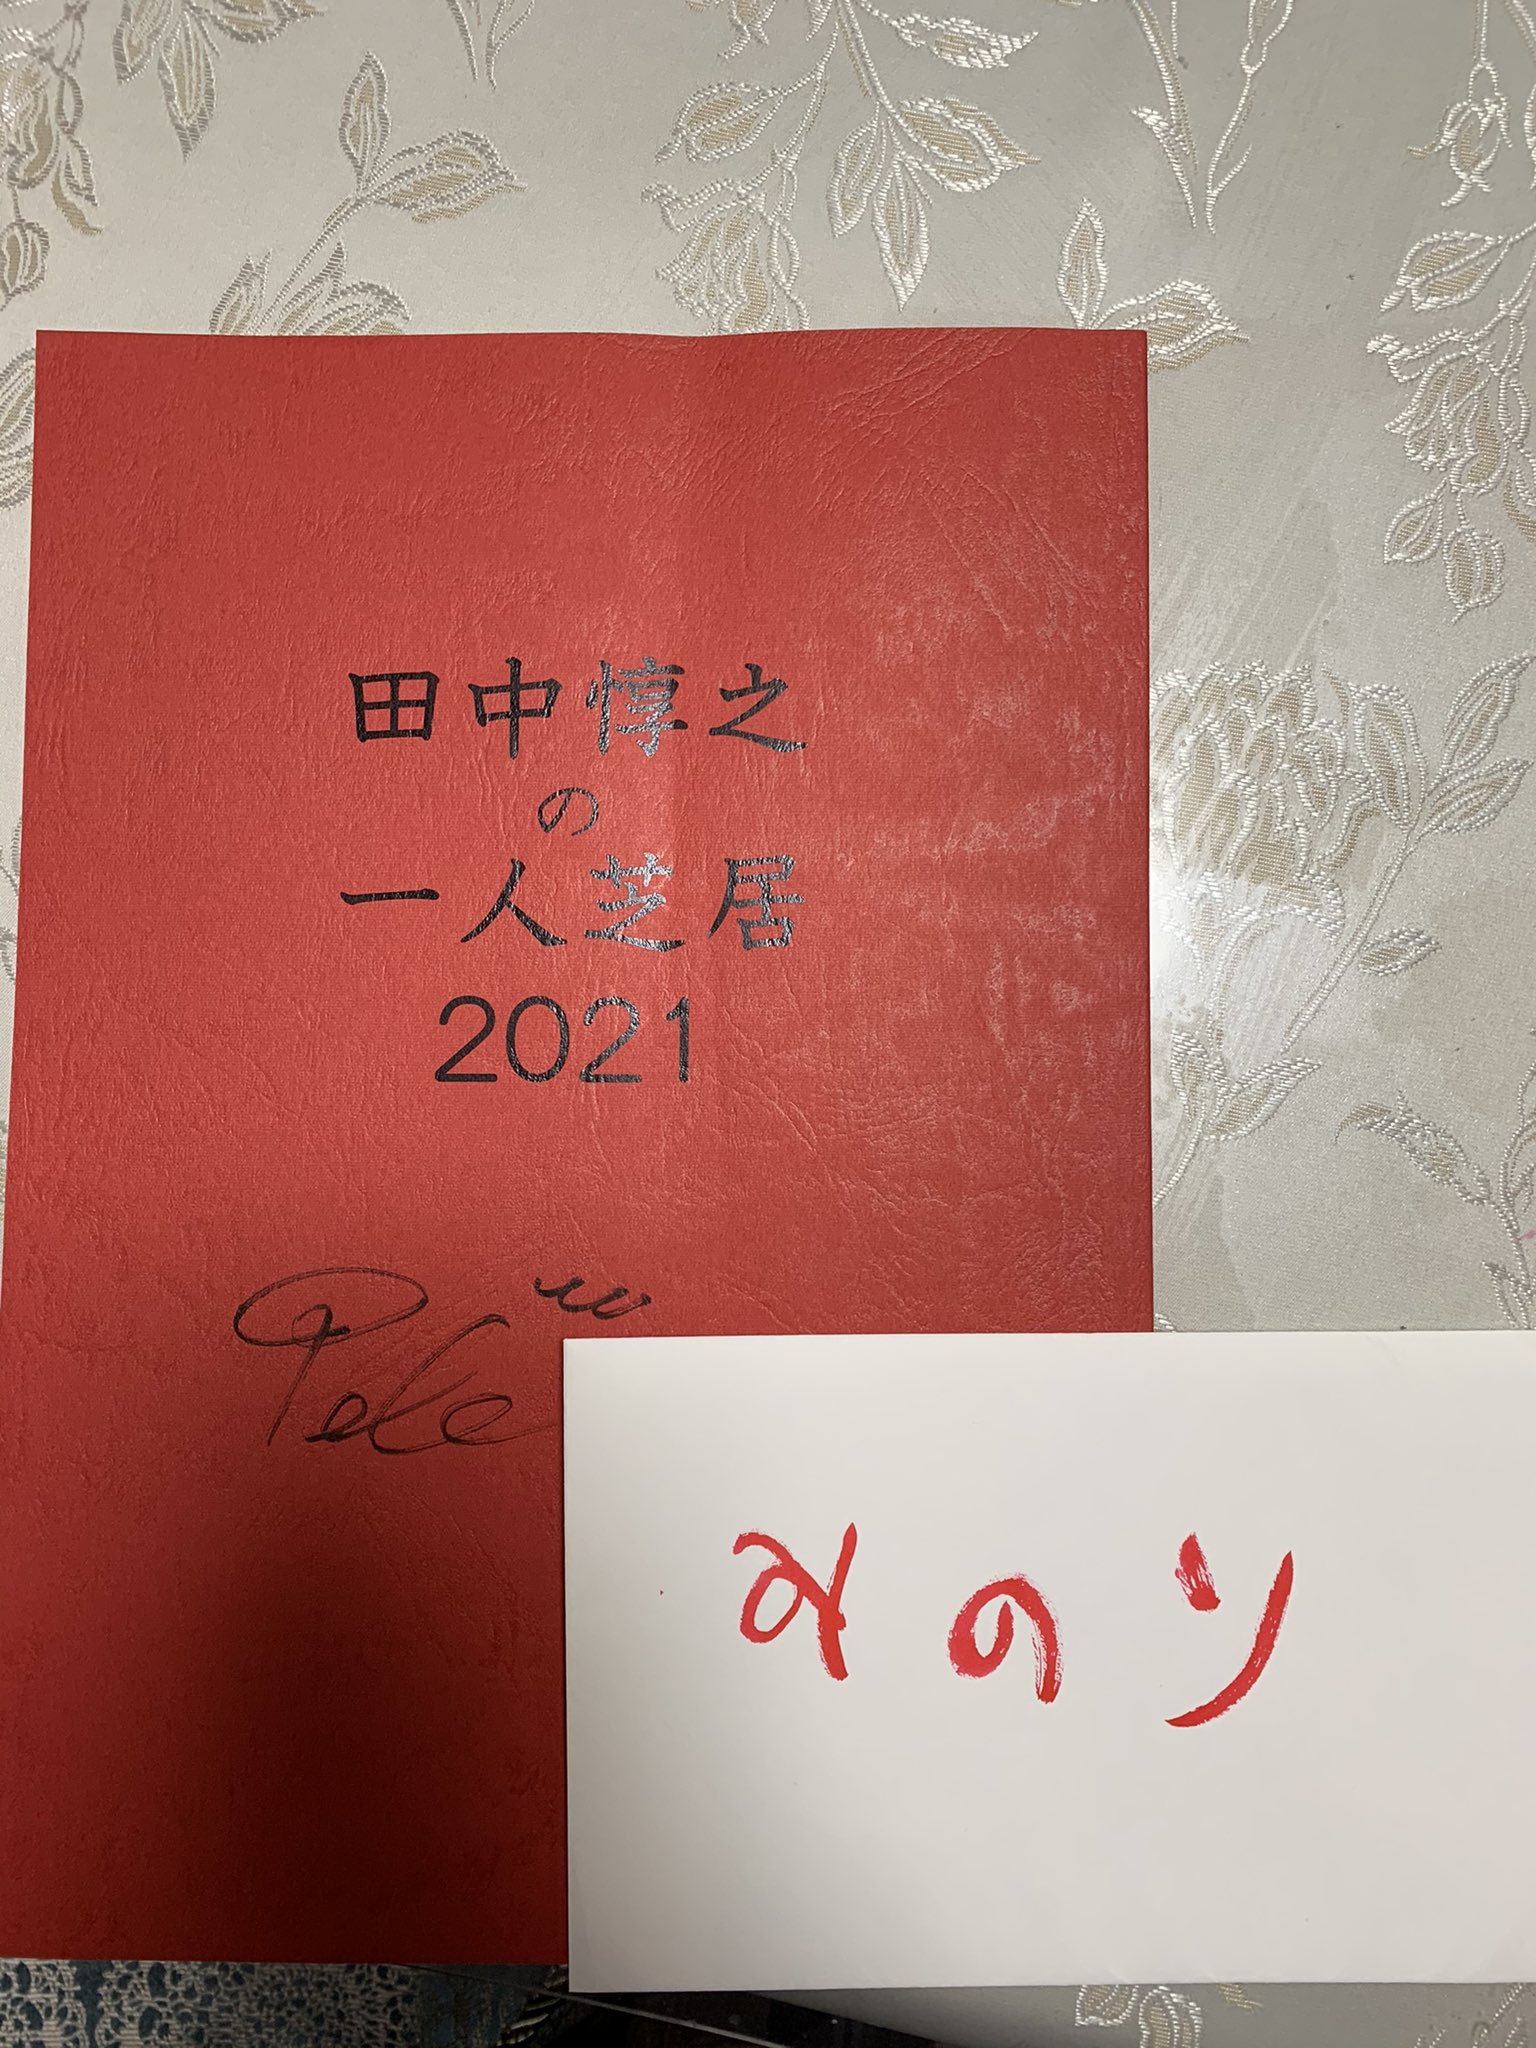 田中惇之
の
一人芝居
2021
みのり